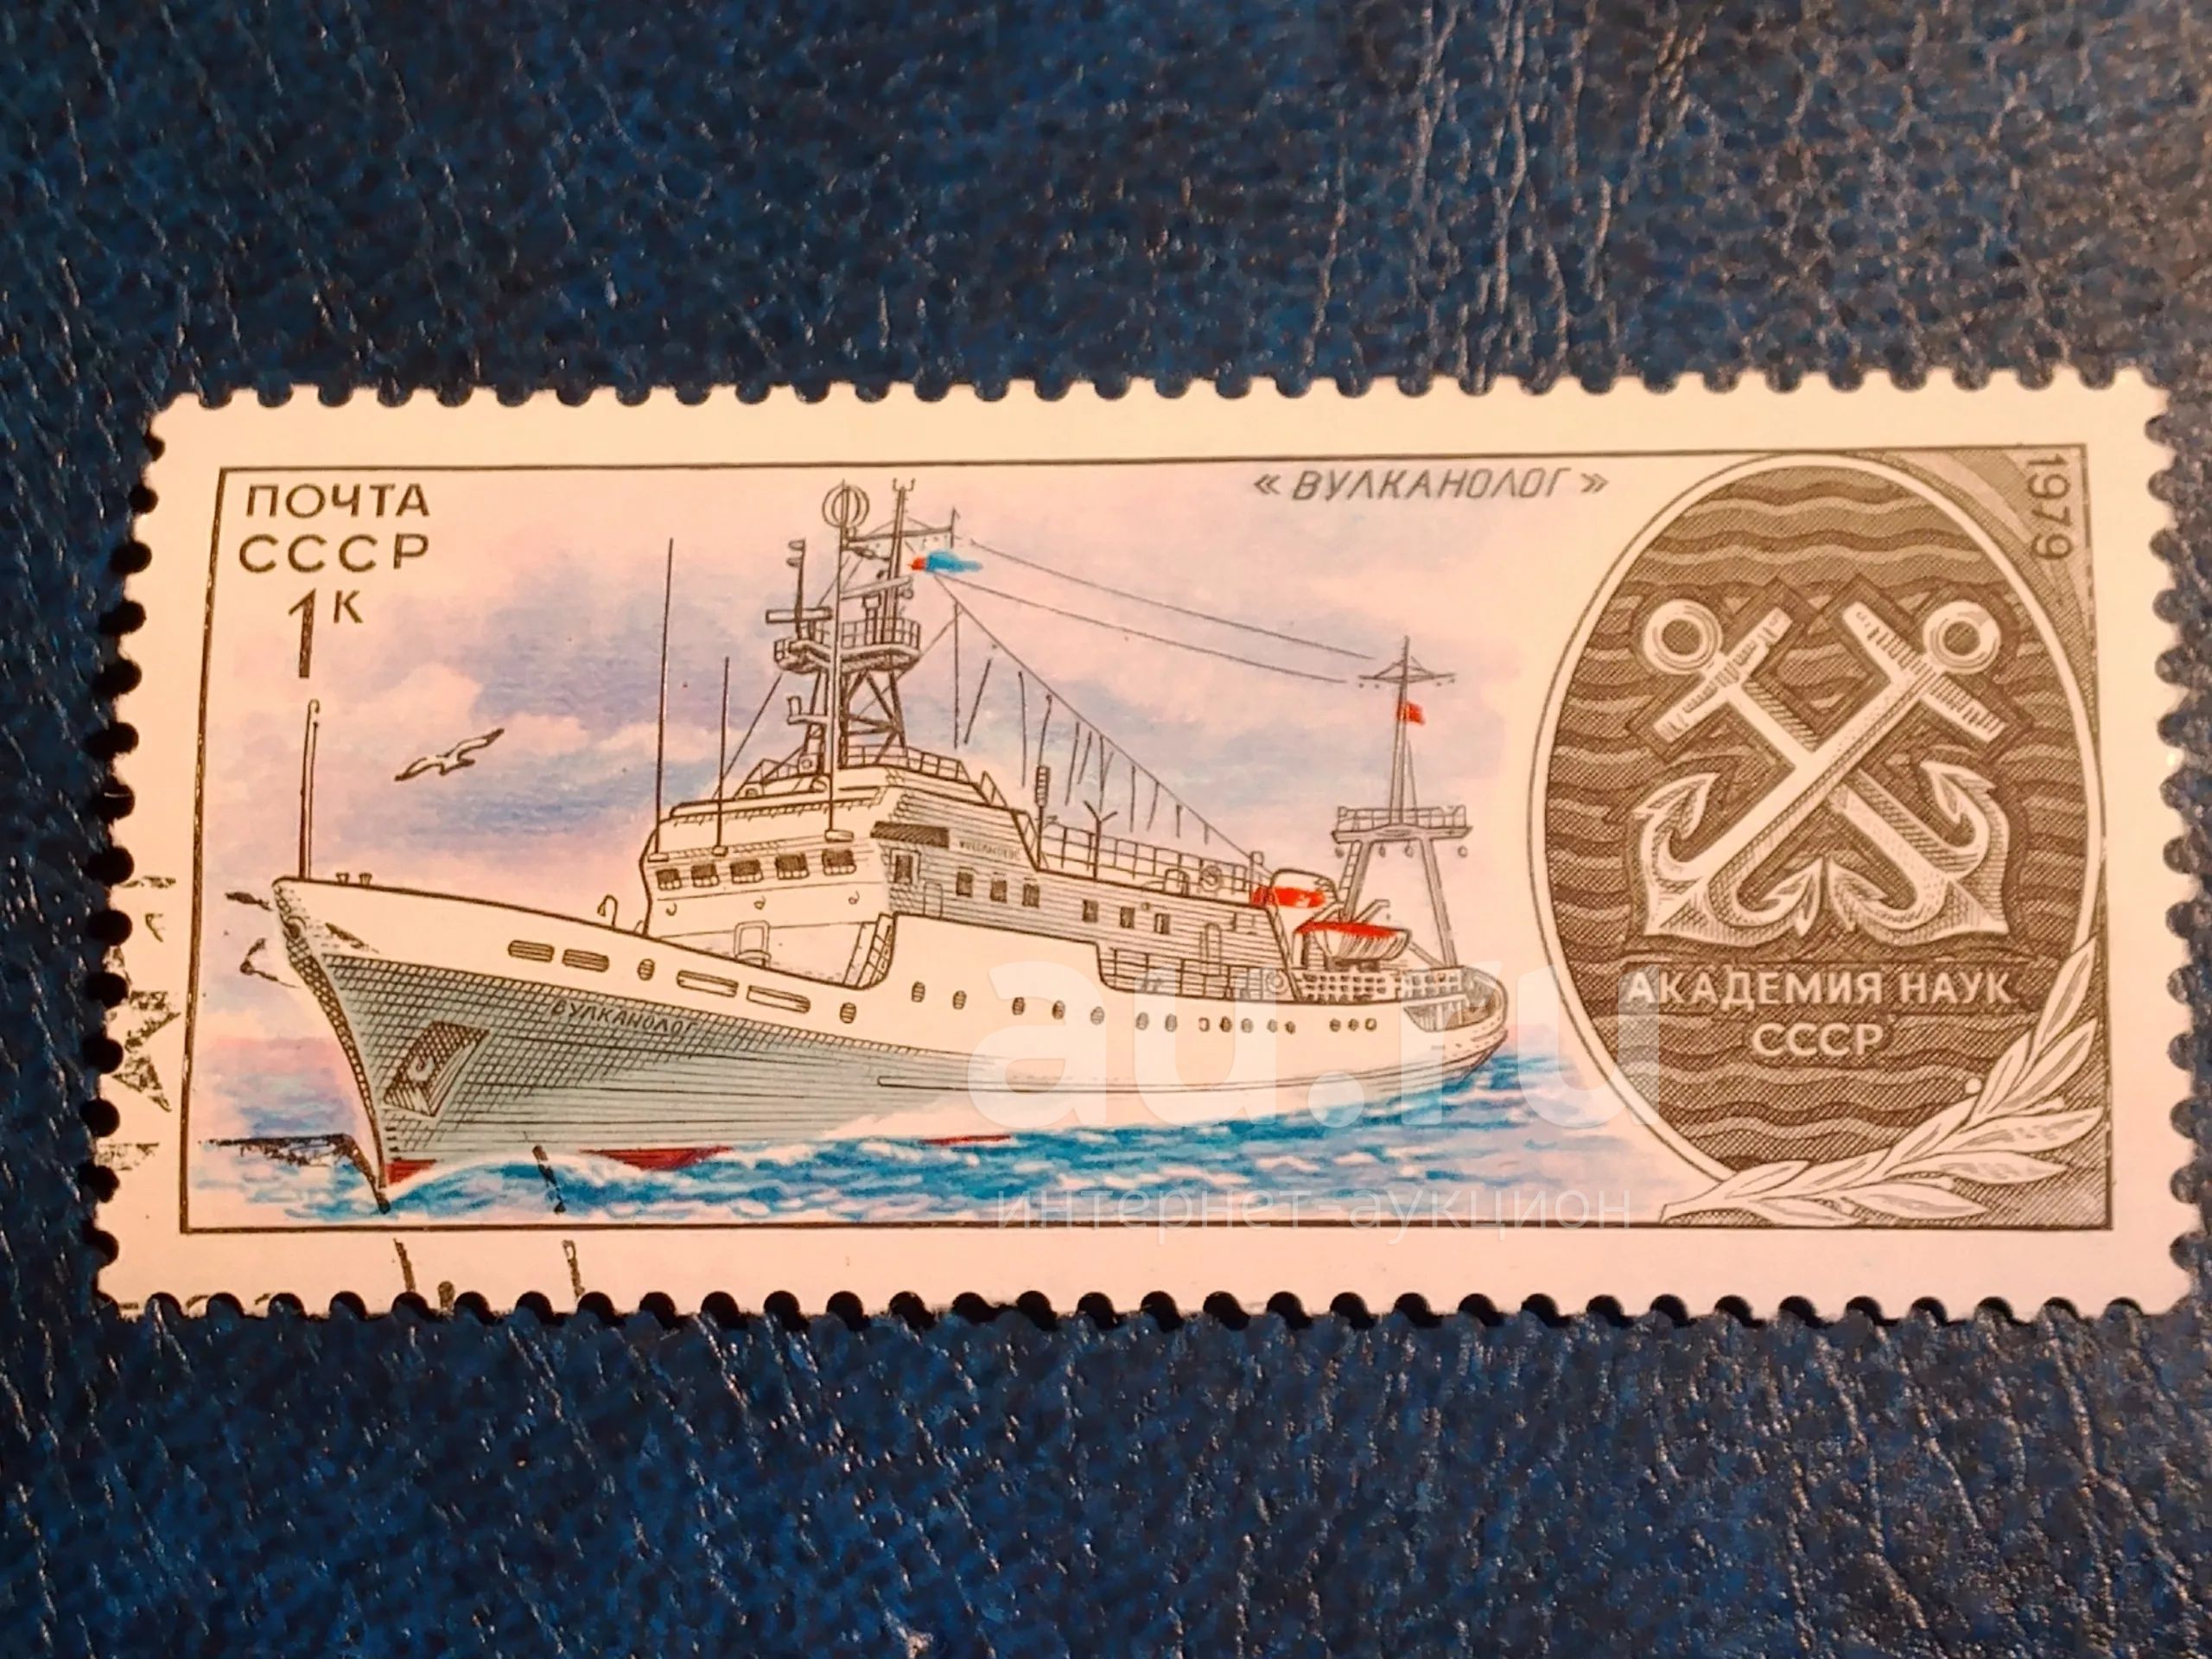 ПОЧТА
СССР
1К
«ВУЛКАНОЛОГ»
1979
ВУЛКАНОЛОГ
АКАДЕМИЯ НАУК
СССР
au.ru
интернет-аукцион